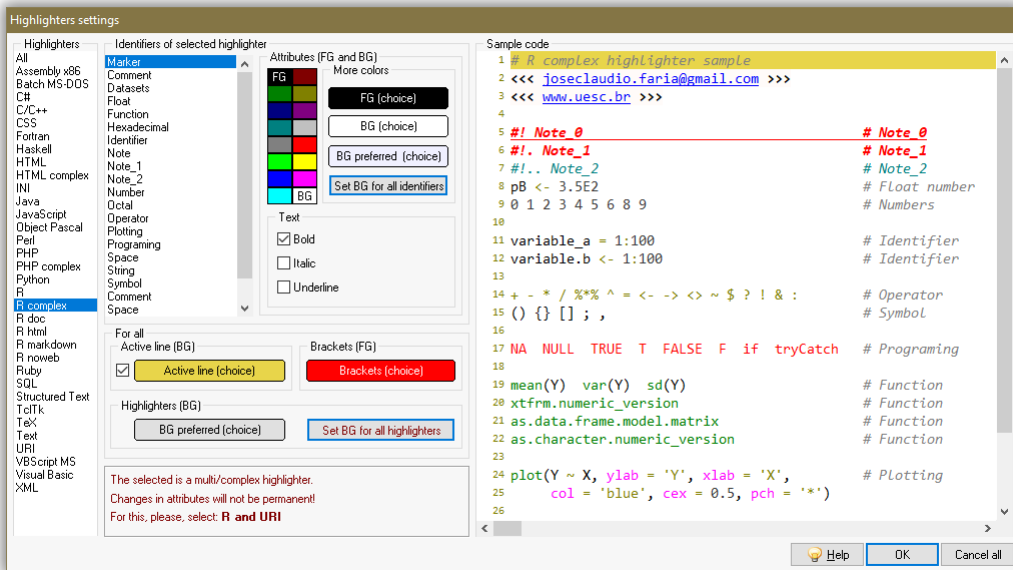 Highlighters settings
Highlighters
All
Assembly x86
Batch MS-DOS
C#
C/C++
CSS
Fortran
Haskell
HTML
HTML complex
INI
Java
JavaScript
Object Pascal
Perl
PHP
PHP complex
Python
R
R complex
R doc
R html
R markdown
R noweb
Ruby
SQL
Structured Text
TclTk
TeX
Text
URI
VBScript MS
Visual Basic
XML
Identifiers of selected highlighter
Marker
Comment
Datasets
Float
Function
Hexadecimal
Identifier
Note
Note_1
Note_2
Number
Octal
Operator
Plotting
Programing
Space
String
Symbol
Comment
Space
Attributes (FG and BG)
FG
BG
More colors
FG (choice)
BG (choice)
BG preferred (choice)
Set BG for all identifiers
Text
Bold
Italic
Underline
For all
Active line (BG)
Active line (choice)
Brackets (FG)
Brackets (choice)
Highlighters (BG)
BG preferred (choice)
Set BG for all highlighters
The selected is a multi/complex highlighter.
Changes in attributes will not be permanent!
For this, please, select: R and URI
Sample code
1 # R complex highlighter sample
2 <<< joseclaudio.faria@gmail.com >>>
3 <<< www.uesc.br >>>
4
5 #! Note_0 # Note_0
6 #!. Note_1 # Note_1
7 #!.. Note_2 # Note_2
8 pB <- 3.5E2 # Float number
9 0 1 2 3 4 5 6 8 9 # Numbers
10
11 variable_a = 1:100 # Identifier
12 variable.b <- 1:100 # Identifier
13
14 + - * / %*% ^ = <- -> <> ~ $ ? ! & : # Operator
15 () {} [] ; , # Symbol
16
17 NA NULL TRUE T FALSE F if tryCatch # Programing
18
19 mean(Y) var(Y) sd(Y) # Function
20 xtfrm.numeric_version # Function
21 as.data.frame.model.matrix # Function
22 as.character.numeric_version # Function
23
24 plot(Y ~ X, ylab = 'Y', xlab = 'X', # Plotting
25 col = 'blue', cex = 0.5, pch = '*')
26
Help
OK
Cancel all